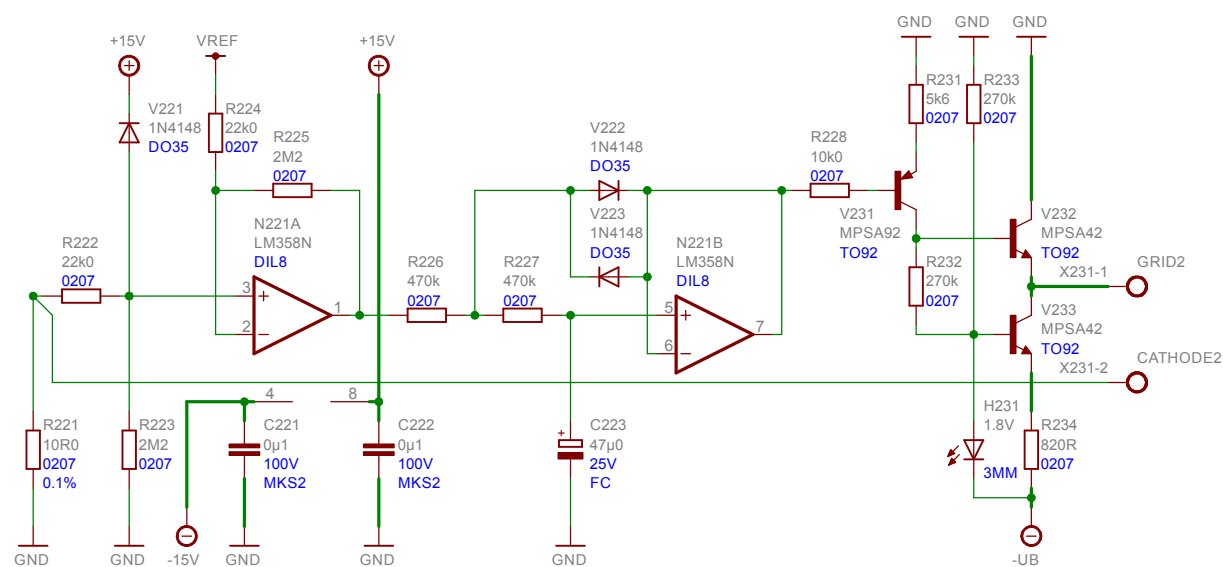 GND
GND
GND
+15V
VREF
+15V
R231
5k6
0207
R233
270k
0207
V221
1N4148
DO35
R224
22k0
0207
R225
2M2
0207
V222
1N4148
DO35
R228
10k0
0207
V223
1N4148
DO35
V231
MPSA92
TO92
V232
MPSA42
TO92
N221A
LM358N
DIL8
N221B
LM358N
DIL8
R222
22k0
0207
R226
470k
0207
R227
470k
0207
R232
270k
0207
X231-1
GRID2
3
+
1
2
−
5
+
7
6
−
V233
MPSA42
TO92
X231-2
CATHODE2
4
8
R221
10R0
0207
0.1%
R223
2M2
0207
C221
0µ1
100V
MKS2
C222
0µ1
100V
MKS2
+
C223
47µ0
25V
FC
H231
1.8V
3MM
R234
820R
0207
GND
GND
-15V
GND
GND
GND
-UB